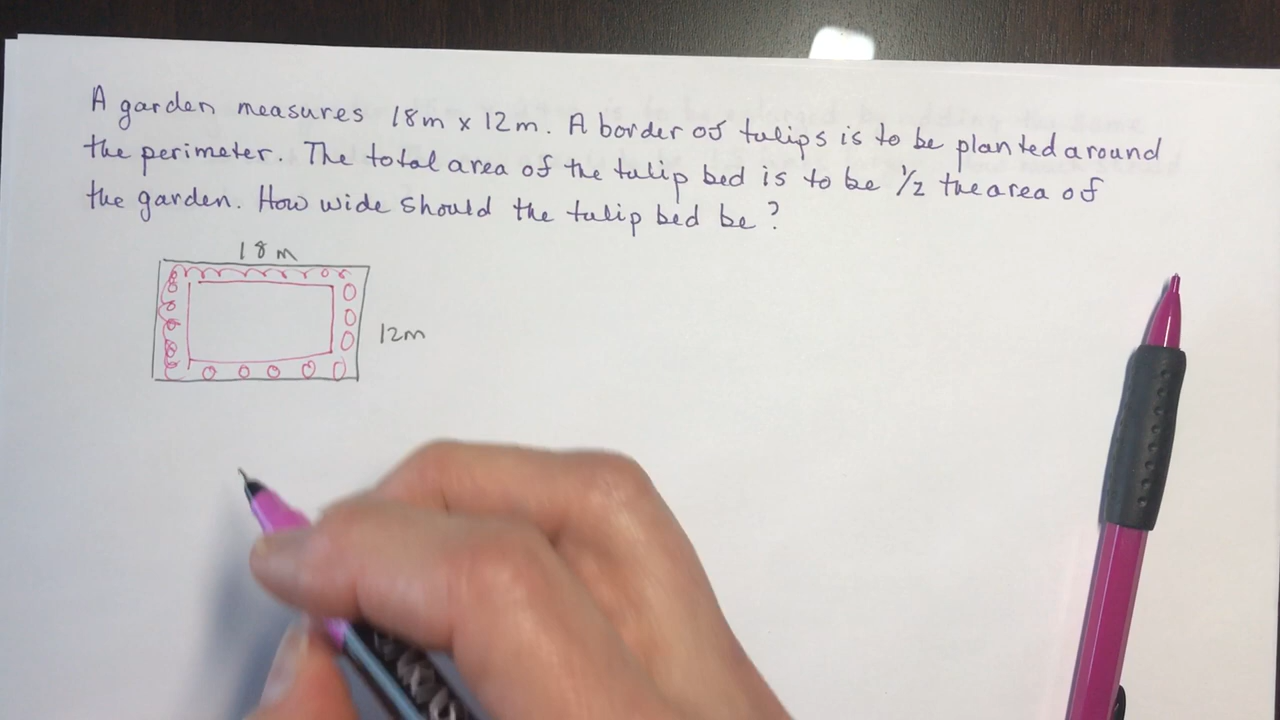 A garden measures 18m x 12m. A border of tulips is to be planted around
the perimeter. The total area of the tulip bed is to be 1/2 the area of
the garden. How wide should the tulip bed be?
18m
12m